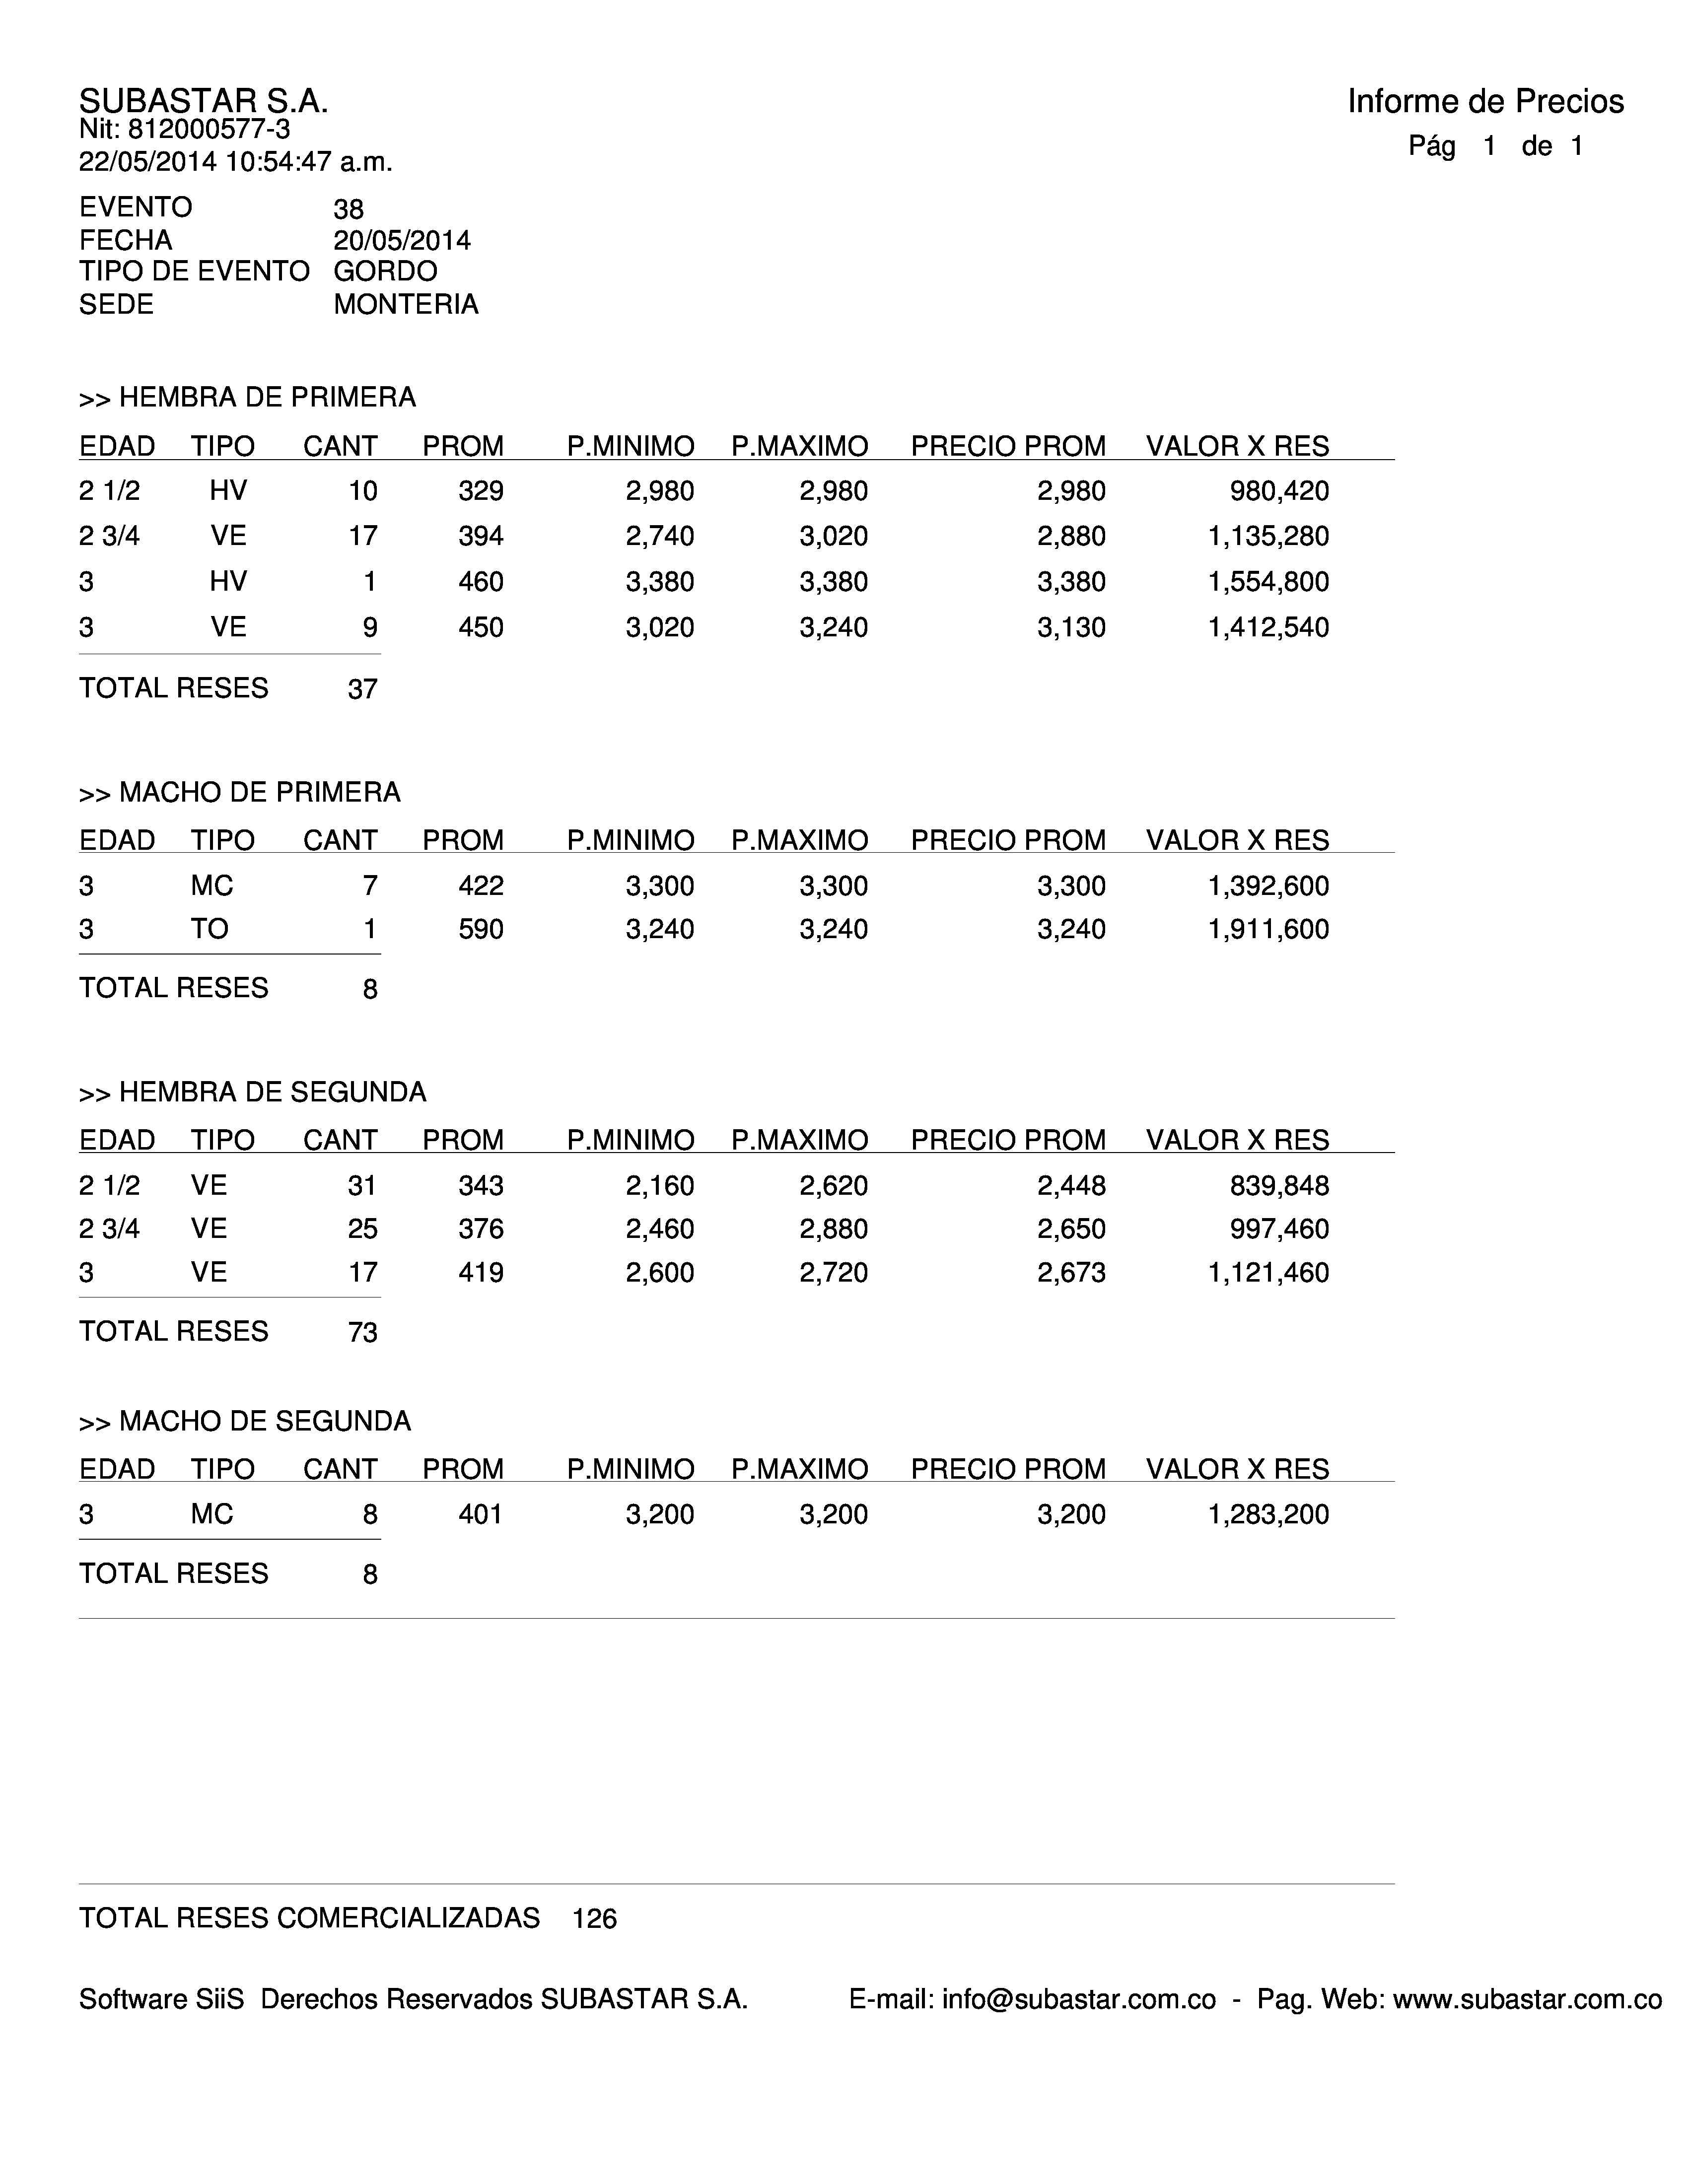 SUBASTAR S.A.
Informe de Precios
Nit: 812000577-3
Pág 1 de 1
22/05/2014 10:54:47 a.m.
EVENTO 38
FECHA 20/05/2014
TIPO DE EVENTO GORDO
SEDE MONTERIA
>> HEMBRA DE PRIMERA
EDAD TIPO CANT PROM P.MINIMO P.MAXIMO PRECIO PROM VALOR X RES
2 1/2 HV 10 329 2,980 2,980 2,980 980,420
2 3/4 VE 17 394 2,740 3,020 2,880 1,135,280
3 HV 1 460 3,380 3,380 3,380 1,554,800
3 VE 9 450 3,020 3,240 3,130 1,412,540
TOTAL RESES 37
>> MACHO DE PRIMERA
EDAD TIPO CANT PROM P.MINIMO P.MAXIMO PRECIO PROM VALOR X RES
3 MC 7 422 3,300 3,300 3,300 1,392,600
3 TO 1 590 3,240 3,240 3,240 1,911,600
TOTAL RESES 8
>> HEMBRA DE SEGUNDA
EDAD TIPO CANT PROM P.MINIMO P.MAXIMO PRECIO PROM VALOR X RES
2 1/2 VE 31 343 2,160 2,620 2,448 839,848
2 3/4 VE 25 376 2,460 2,880 2,650 997,460
3 VE 17 419 2,600 2,720 2,673 1,121,460
TOTAL RESES 73
>> MACHO DE SEGUNDA
EDAD TIPO CANT PROM P.MINIMO P.MAXIMO PRECIO PROM VALOR X RES
3 MC 8 401 3,200 3,200 3,200 1,283,200
TOTAL RESES 8
TOTAL RESES COMERCIALIZADAS 126
Software SiiS Derechos Reservados SUBASTAR S.A. E-mail: info@subastar.com.co - Pag. Web: www.subastar.com.co